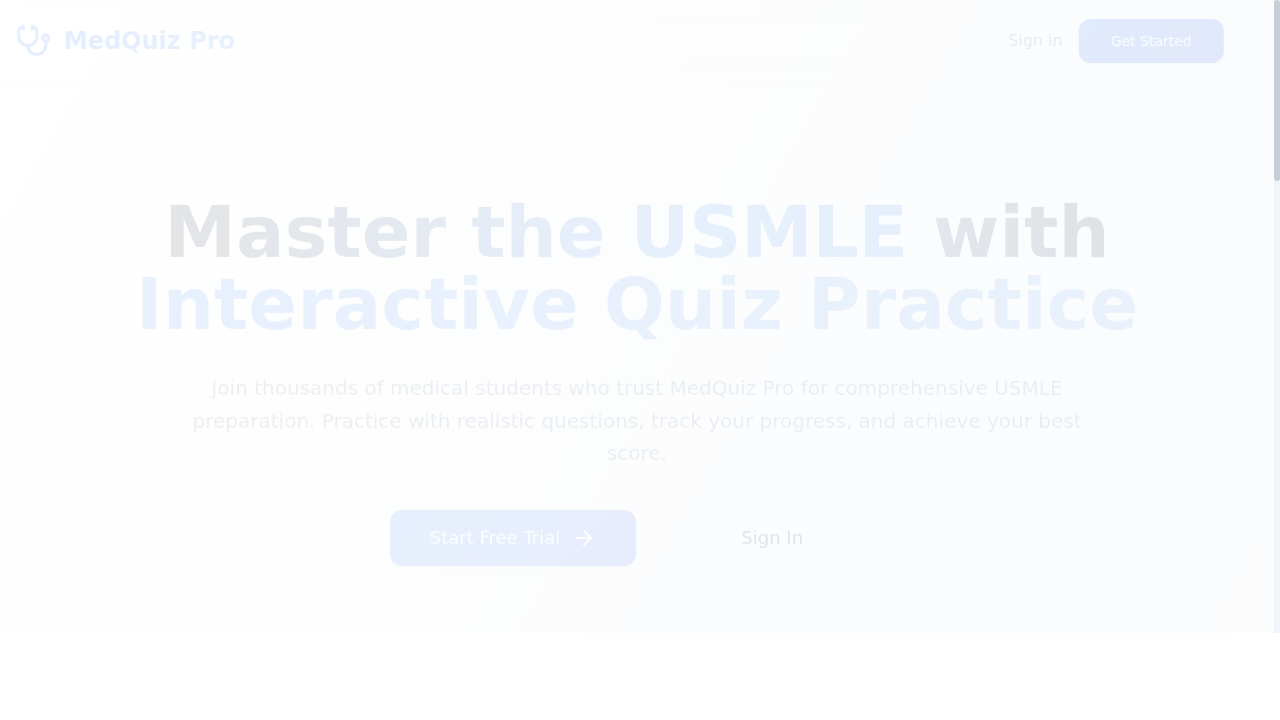 MedQuiz Pro
Sign in
Get Started
Master the USMLE with
Interactive Quiz Practice
Join thousands of medical students who trust MedQuiz Pro for comprehensive USMLE
preparation. Practice with realistic questions, track your progress, and achieve your best
score.
Start Free Trial
Sign In